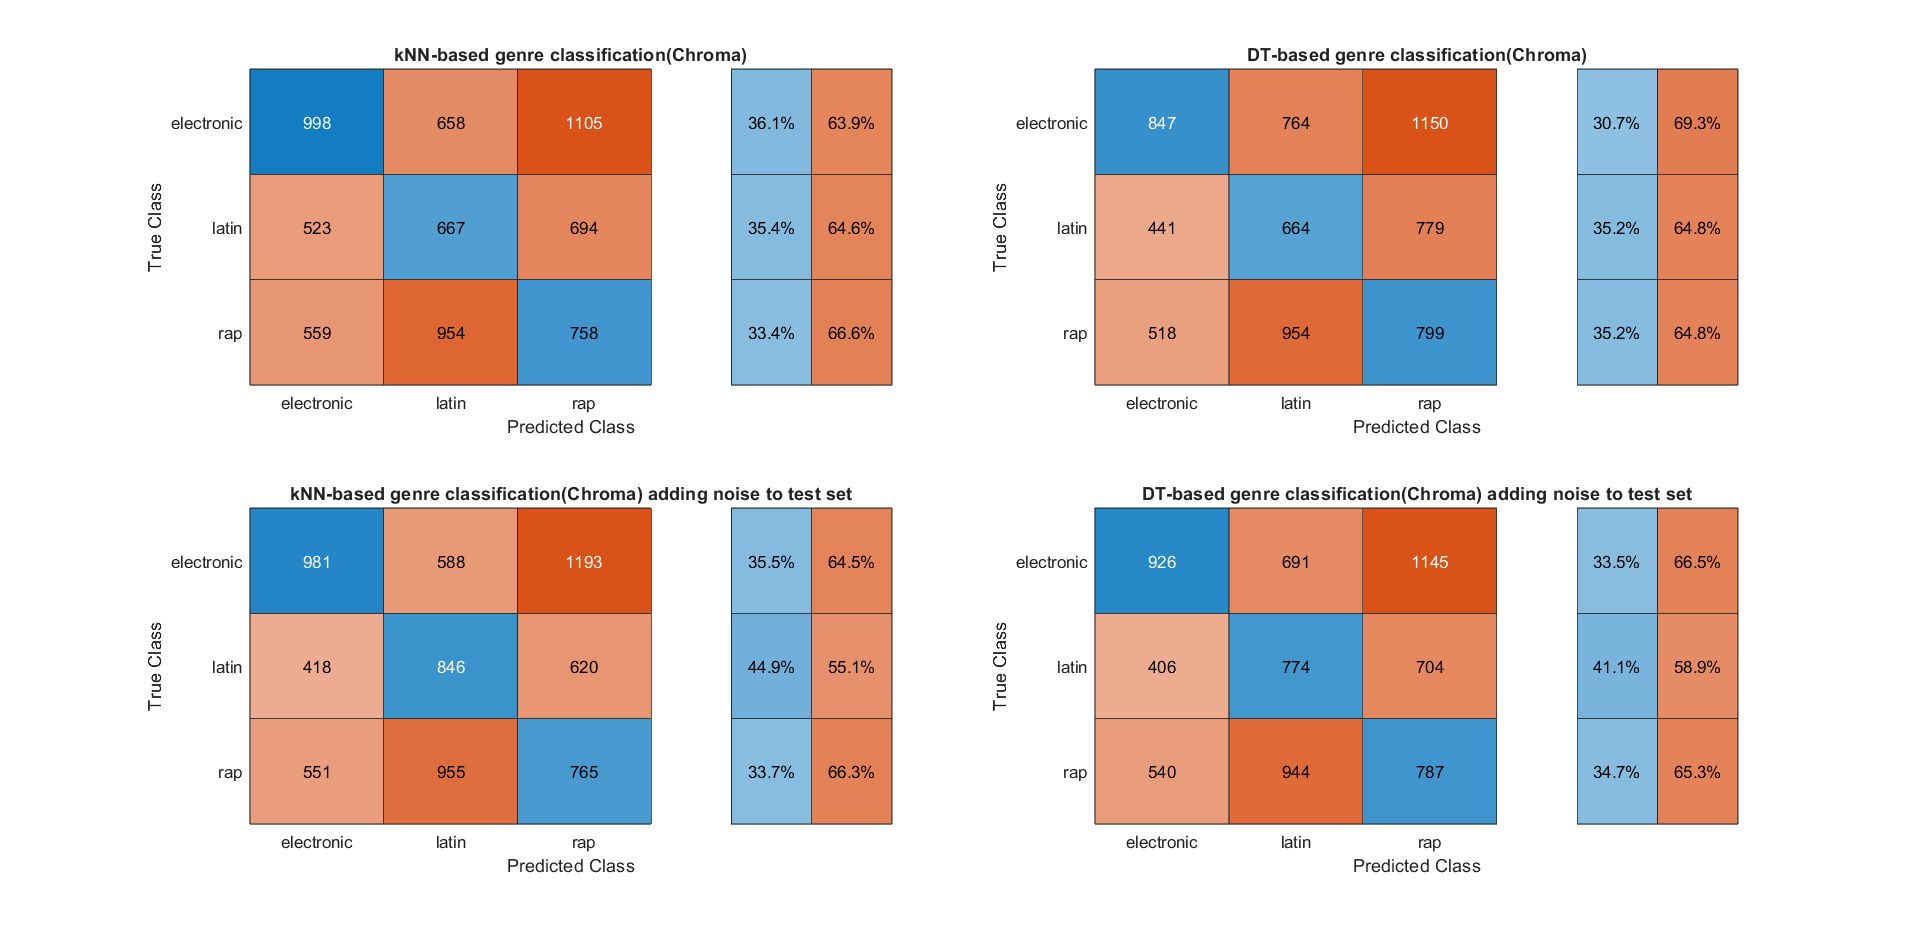 kNN-based genre classification(Chroma)
electronic 998 658 1105 36.1% 63.9%
latin 523 667 694 35.4% 64.6%
rap 559 954 758 33.4% 66.6%
True Class
electronic latin rap
Predicted Class
DT-based genre classification(Chroma)
electronic 847 764 1150 30.7% 69.3%
latin 441 664 779 35.2% 64.8%
rap 518 954 799 35.2% 64.8%
True Class
electronic latin rap
Predicted Class
kNN-based genre classification(Chroma) adding noise to test set
electronic 981 588 1193 35.5% 64.5%
latin 418 846 620 44.9% 55.1%
rap 551 955 765 33.7% 66.3%
True Class
electronic latin rap
Predicted Class
DT-based genre classification(Chroma) adding noise to test set
electronic 926 691 1145 33.5% 66.5%
latin 406 774 704 41.1% 58.9%
rap 540 944 787 34.7% 65.3%
True Class
electronic latin rap
Predicted Class